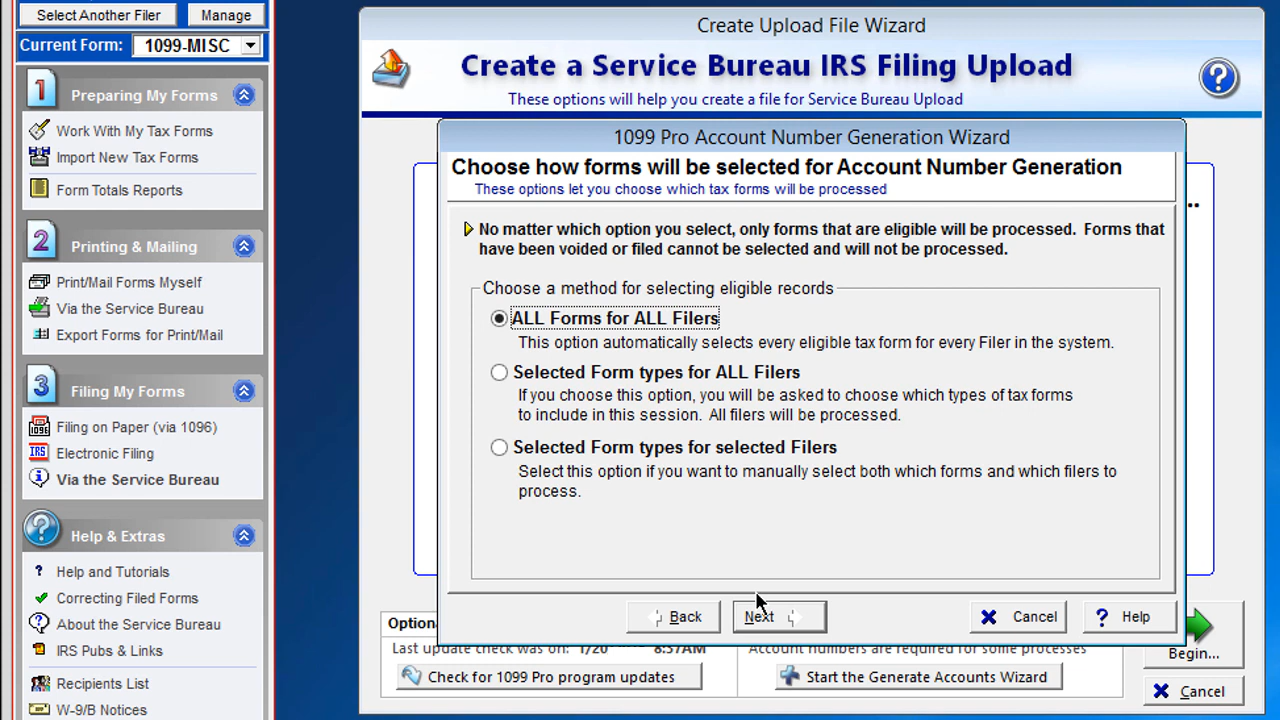 Select Another Filer
Manage
Current Form: 1099-MISC
1 Preparing My Forms
Work With My Tax Forms
Import New Tax Forms
Form Totals Reports
2 Printing & Mailing
Print/Mail Forms Myself
Via the Service Bureau
Export Forms for Print/Mail
3 Filing My Forms
1096 Filing on Paper (via 1096)
IRS Electronic Filing
Via the Service Bureau
? Help & Extras
? Help and Tutorials
Correcting Filed Forms
? About the Service Bureau
IRS Pubs & Links
Recipients List
W-9/B Notices
Create Upload File Wizard
Create a Service Bureau IRS Filing Upload
These options will help you create a file for Service Bureau Upload
?
1099 Pro Account Number Generation Wizard
Choose how forms will be selected for Account Number Generation
These options let you choose which tax forms will be processed
No matter which option you select, only forms that are eligible will be processed. Forms that
have been voided or filed cannot be selected and will not be processed.
Choose a method for selecting eligible records
ALL Forms for ALL Filers
This option automatically selects every eligible tax form for every Filer in the system.
Selected Form types for ALL Filers
If you choose this option, you will be asked to choose which types of tax forms
to include in this session. All filers will be processed.
Selected Form types for selected Filers
Select this option if you want to manually select both which forms and which filers to
process.
Back
Next
Cancel
? Help
Last update check was on: 1/20 8:37AM
Account numbers are required for some processes
Check for 1099 Pro program updates
Start the Generate Accounts Wizard
Begin...
Cancel